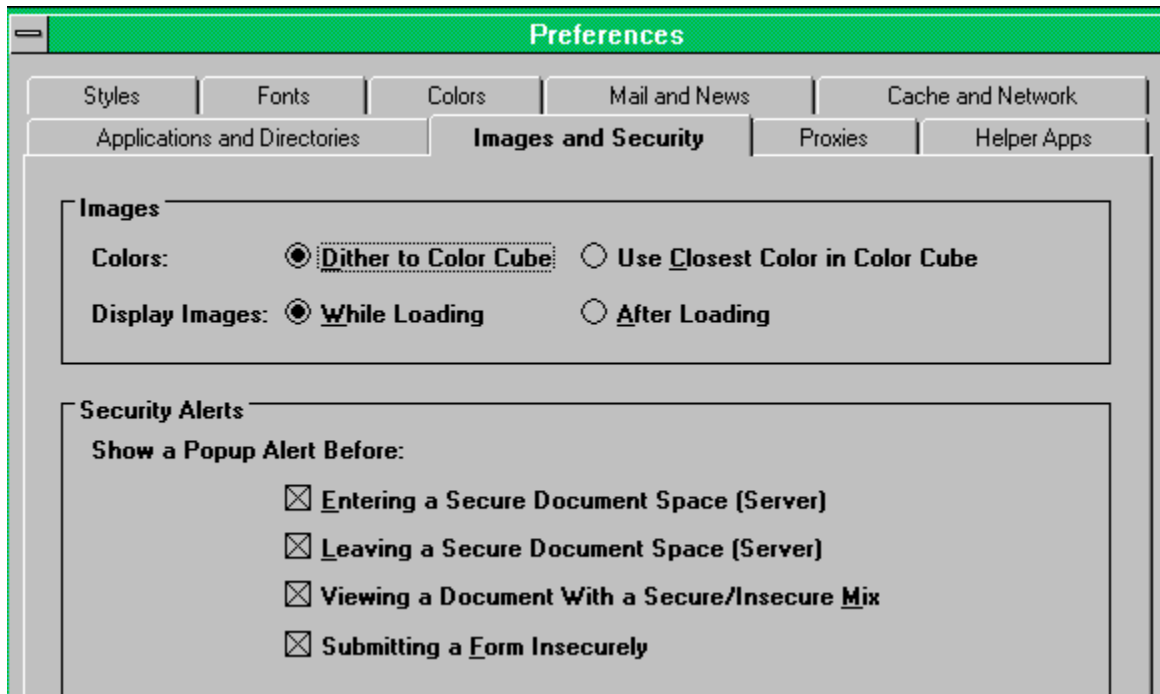 Preferences
Styles Fonts Colors Mail and News Cache and Network
Applications and Directories Images and Security Proxies Helper Apps
Images
Colors: Dither to Color Cube Use Closest Color in Color Cube
Display Images: While Loading After Loading
Security Alerts
Show a Popup Alert Before:
Entering a Secure Document Space (Server)
Leaving a Secure Document Space (Server)
Viewing a Document With a Secure/Insecure Mix
Submitting a Form Insecurely